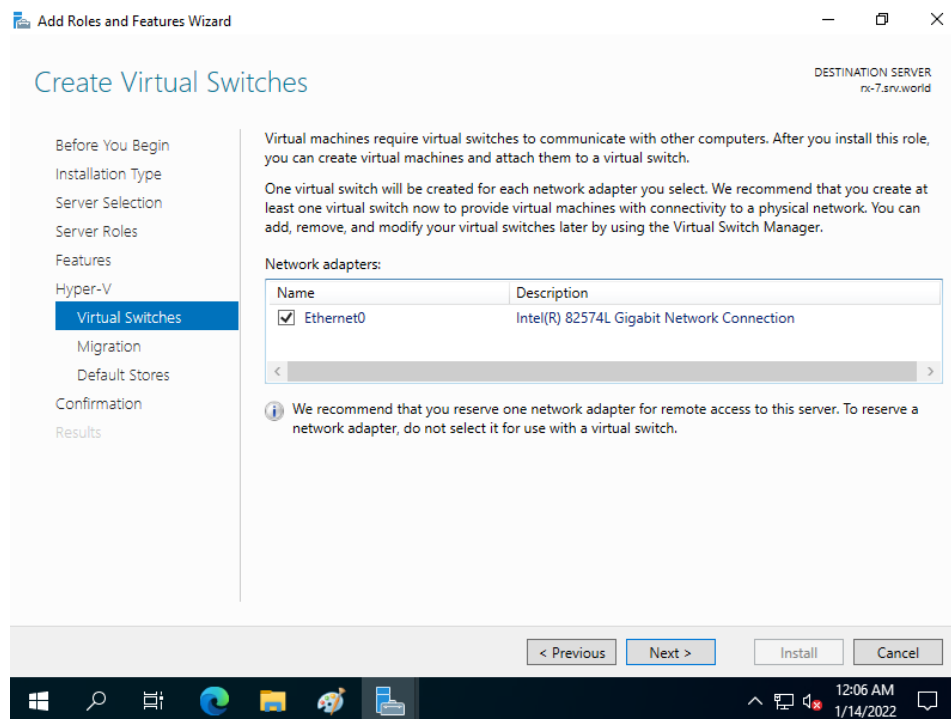 Add Roles and Features Wizard
Create Virtual Switches
DESTINATION SERVER
rx-7.srv.world
Before You Begin
Installation Type
Server Selection
Server Roles
Features
Hyper-V
Virtual Switches
Migration
Default Stores
Confirmation
Results
Virtual machines require virtual switches to communicate with other computers. After you install this role,
you can create virtual machines and attach them to a virtual switch.
One virtual switch will be created for each network adapter you select. We recommend that you create at
least one virtual switch now to provide virtual machines with connectivity to a physical network. You can
add, remove, and modify your virtual switches later by using the Virtual Switch Manager.
Network adapters:
Name Description
Ethernet0 Intel(R) 82574L Gigabit Network Connection
We recommend that you reserve one network adapter for remote access to this server. To reserve a
network adapter, do not select it for use with a virtual switch.
< Previous Next > Install Cancel
12:06 AM
1/14/2022